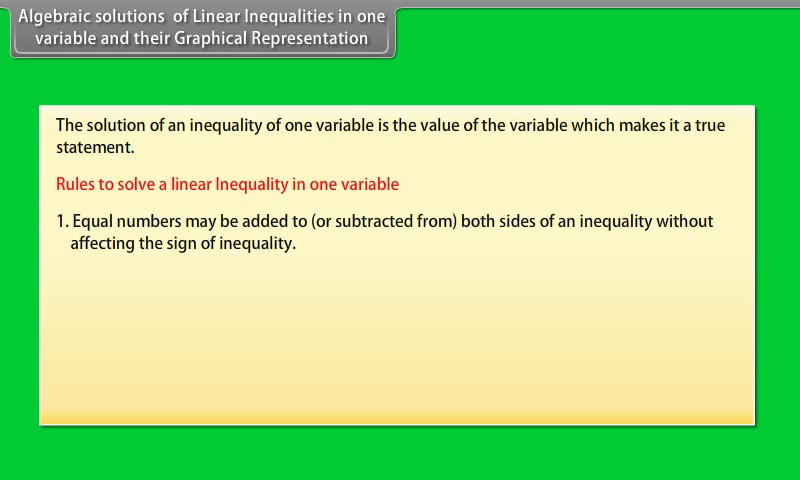 Algebraic solutions of Linear Inequalities in one
variable and their Graphical Representation
The solution of an inequality of one variable is the value of the variable which makes it a true
statement.
Rules to solve a linear Inequality in one variable
1. Equal numbers may be added to (or subtracted from) both sides of an inequality without
affecting the sign of inequality.